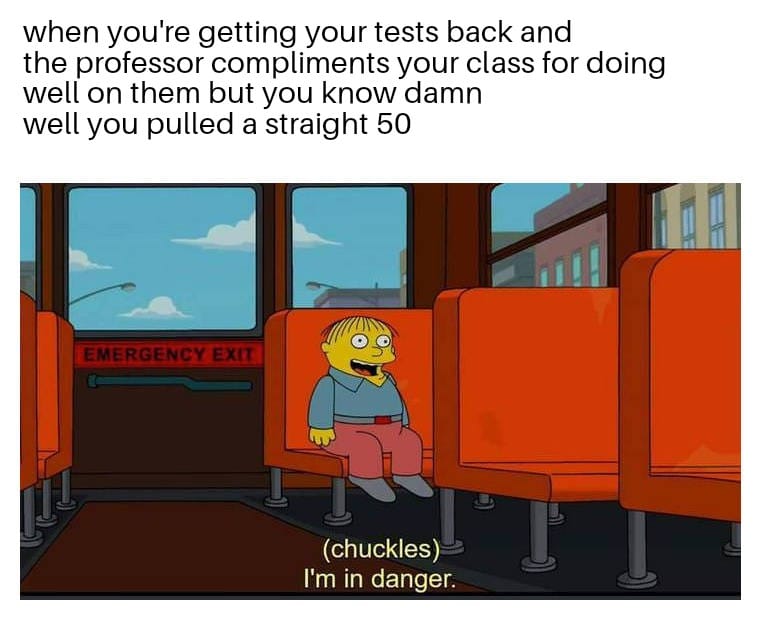 when you're getting your tests back and
the professor compliments your class for doing
well on them but you know damn
well you pulled a straight 50
EMERGENCY EXIT
(chuckles)
I'm in danger.